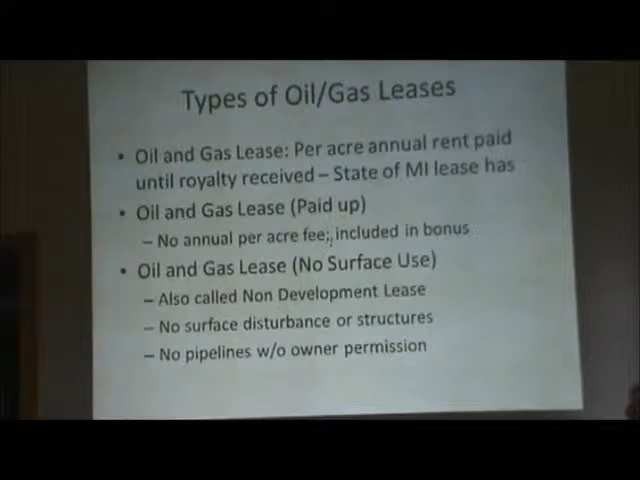 Types of Oil/Gas Leases
• Oil and Gas Lease: Per acre annual rent paid
until royalty received – State of MI lease has
• Oil and Gas Lease (Paid up)
– No annual per acre fee; included in bonus
• Oil and Gas Lease (No Surface Use)
– Also called Non Development Lease
– No surface disturbance or structures
– No pipelines w/o owner permission